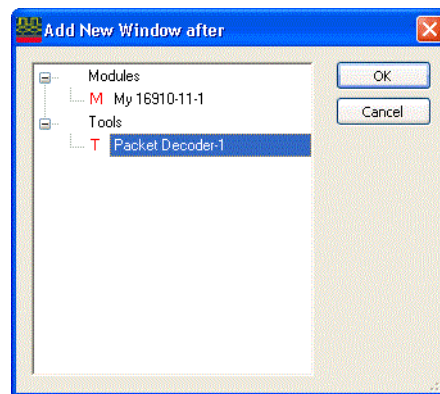 Add New Window after
Modules
M My 16910-11-1
Tools
T Packet Decoder-1
OK
Cancel